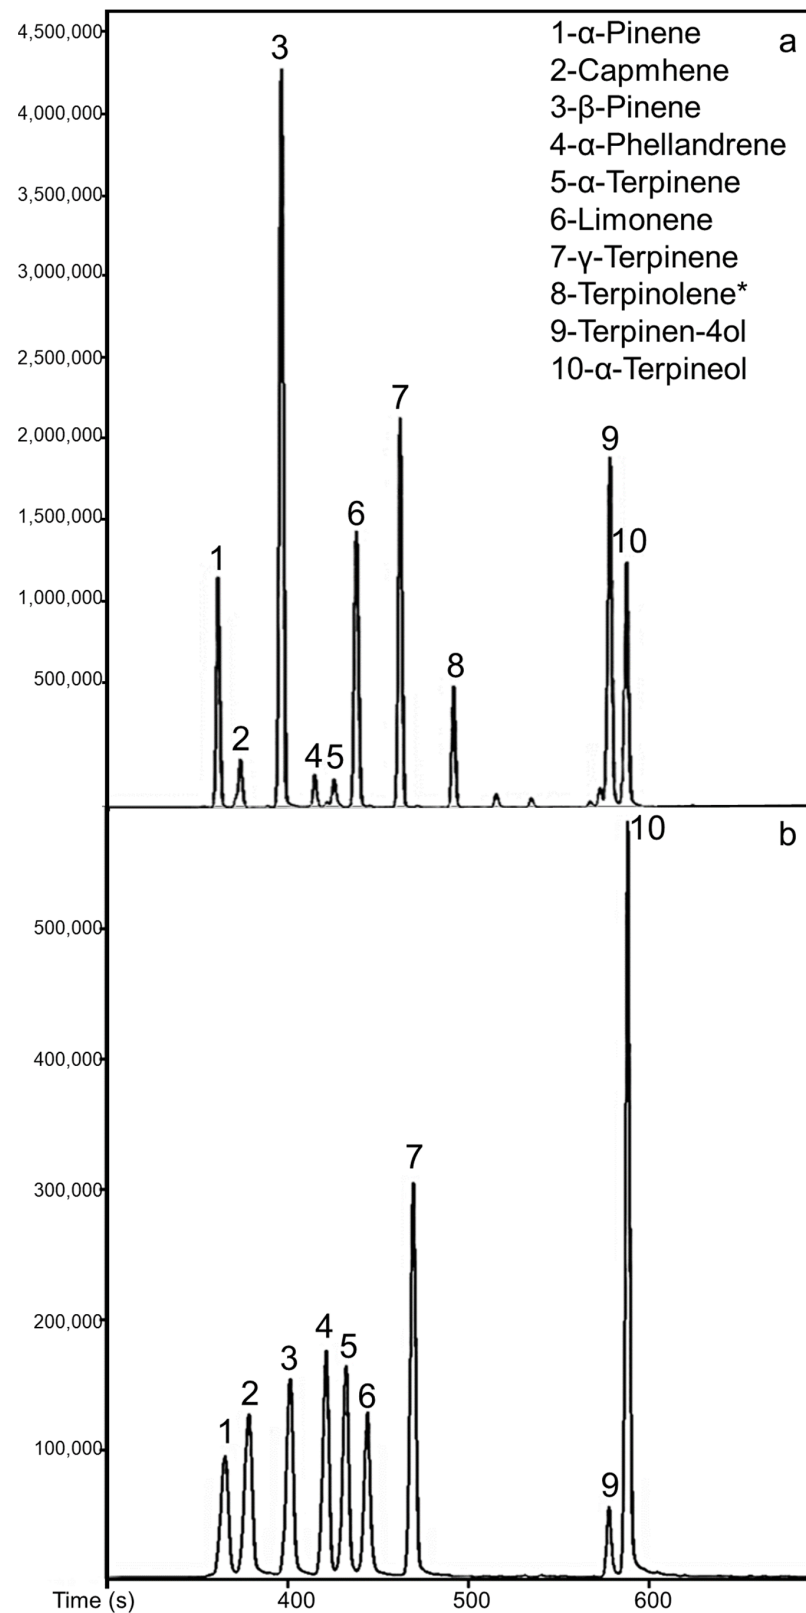 4,500,000
3
1-α-Pinene
a
2-Capmhene
4,000,000
3-β-Pinene
4-α-Phellandrene
3,500,000
5-α-Terpinene
6-Limonene
3,000,000
7-γ-Terpinene
8-Terpinolene*
9-Terpinen-4ol
2,500,000
10-α-Terpineol
7
2,000,000
9
1,500,000
6
10
1
1,000,000
500,000
8
2
4 5
10
b
500,000
400,000
7
300,000
200,000
4
5
3
2
6
1
100,000
9
Time (s)
400
500
600